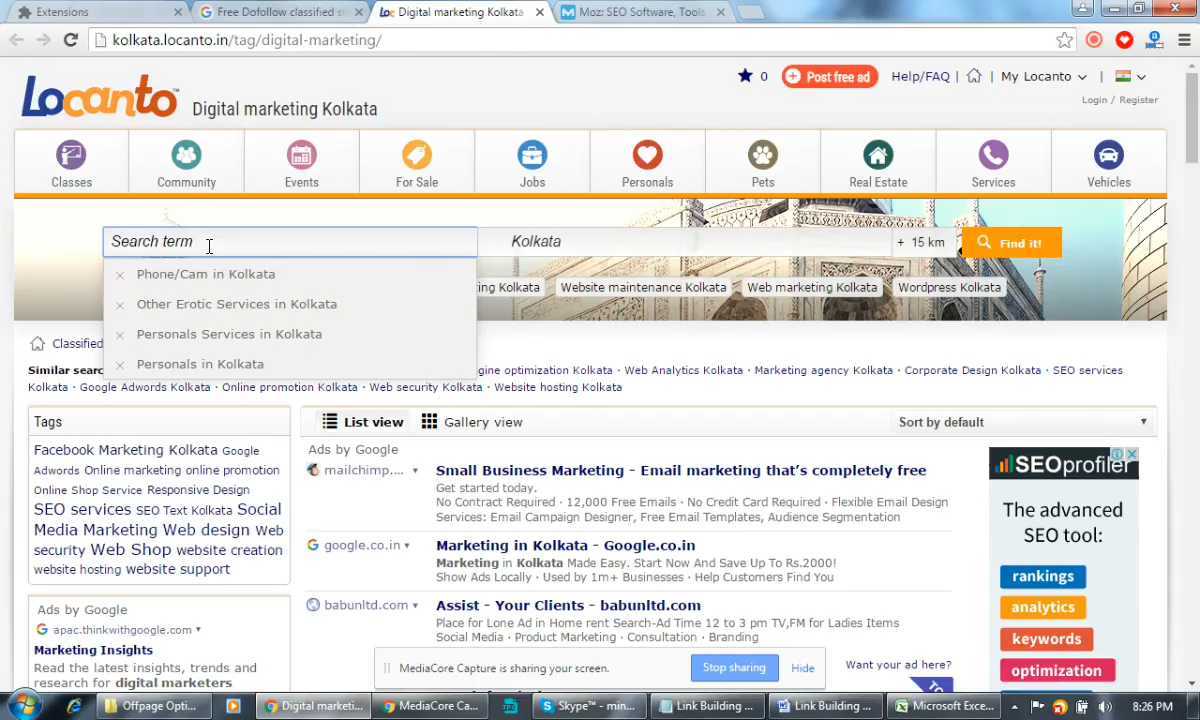 Extensions
Free Dofollow classified si
Digital marketing Kolkata
Moz: SEO Software, Tools
kolkata.locanto.in/tag/digital-marketing/
Locanto™ Digital marketing Kolkata
0
Post free ad
Help/FAQ | | My Locanto |
Login / Register
Classes
Community
Events
For Sale
Jobs
Personals
Pets
Real Estate
Services
Vehicles
Search term
Kolkata
+ 15 km
Find it!
Phone/Cam in Kolkata
Other Erotic Services in Kolkata
Personals Services in Kolkata
Personals in Kolkata
ing Kolkata
Website maintenance Kolkata
Web marketing Kolkata
Wordpress Kolkata
Classified
Similar searc
gine optimization Kolkata · Web Analytics Kolkata · Marketing agency Kolkata · Corporate Design Kolkata · SEO services
Kolkata · Google Adwords Kolkata · Online promotion Kolkata · Web security Kolkata · Website hosting Kolkata
Tags
Facebook Marketing Kolkata Google
Adwords Online marketing online promotion
Online Shop Service Responsive Design
SEO services SEO Text Kolkata Social
Media Marketing Web design Web
security Web Shop website creation
website hosting website support
Ads by Google
apac.thinkwithgoogle.com
Marketing Insights
Read the latest insights, trends and
research for digital marketers
List view
Gallery view
Sort by default
Ads by Google
mailchimp....
Small Business Marketing - Email marketing that's completely free
Get started today.
No Contract Required · 12,000 Free Emails · No Credit Card Required · Flexible Email Design
Services: Email Campaign Designer, Free Email Templates, Audience Segmentation
google.co.in
Marketing in Kolkata - Google.co.in
Marketing in Kolkata Made Easy. Start Now And Save Up To Rs.2000!
Show Ads Locally · Used by 1m+ Businesses · Help Customers Find You
babunltd.com
Assist - Your Clients - babunltd.com
Place for Lone Ad in Home rent Search-Ad Time 12 to 3 pm TV,FM for Ladies Items
Social Media · Product Marketing · Consultation · Branding
SEOprofiler
The advanced
SEO tool:
rankings
analytics
keywords
optimization
Want your ad here?
MediaCore Capture is sharing your screen.
Stop sharing
Hide
Offpage Opti...
Digital marketi...
MediaCore Ca...
Skype™ - min...
Link Building ...
Link Building ...
Microsoft Exce...
8:26 PM